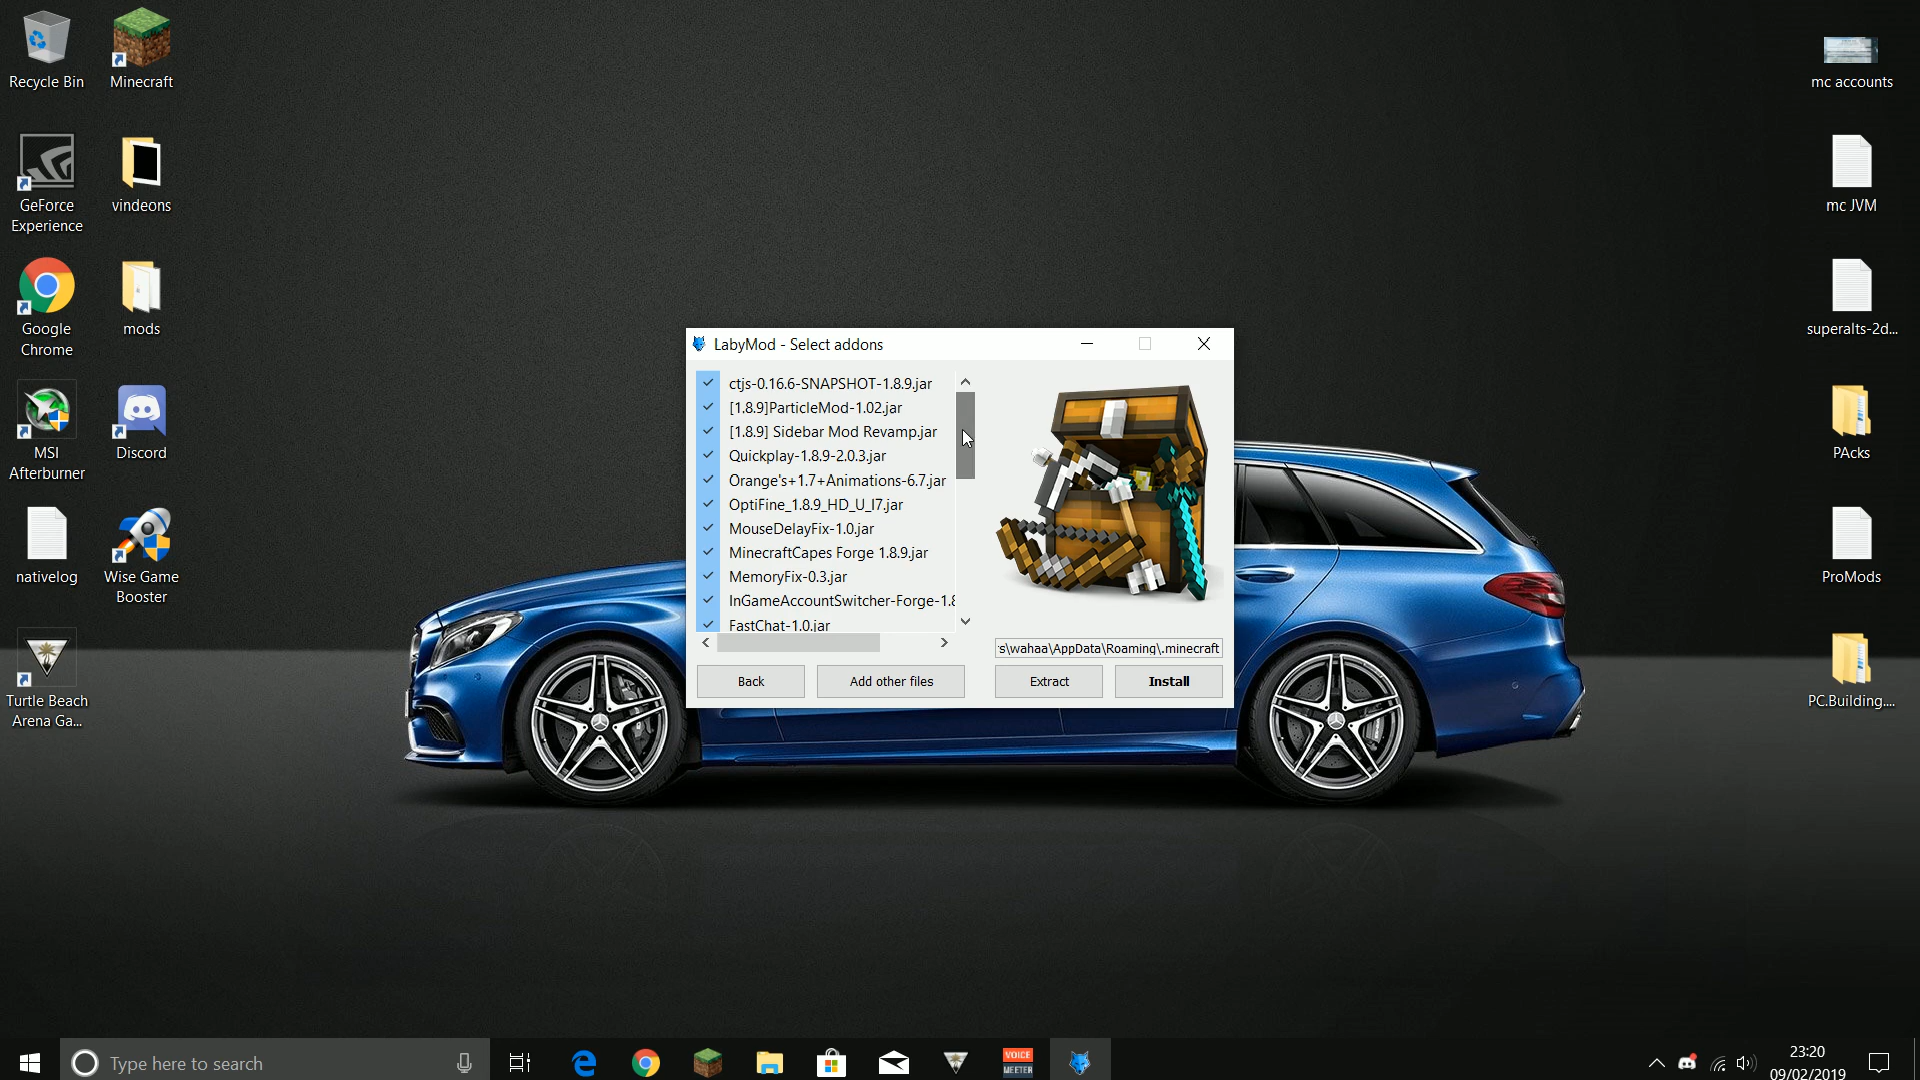 Recycle Bin
Minecraft
GeForce
Experience
vindeons
Google
Chrome
mods
MSI
Afterburner
Discord
nativelog
Wise Game
Booster
Turtle Beach
Arena Ga...
LabyMod - Select addons
ctjs-0.16.6-SNAPSHOT-1.8.9.jar
[1.8.9]ParticleMod-1.02.jar
[1.8.9] Sidebar Mod Revamp.jar
Quickplay-1.8.9-2.0.3.jar
Orange's+1.7+Animations-6.7.jar
OptiFine_1.8.9_HD_U_I7.jar
MouseDelayFix-1.0.jar
MinecraftCapes Forge 1.8.9.jar
MemoryFix-0.3.jar
InGameAccountSwitcher-Forge-1.8
FastChat-1.0.jar
s\wahaa\AppData\Roaming\.minecraft
Back
Add other files
Extract
Install
mc accounts
mc JVM
superalts-2d...
PAcks
ProMods
PC.Building....
Type here to search
VOICE
MEETER
23:20
09/02/2019